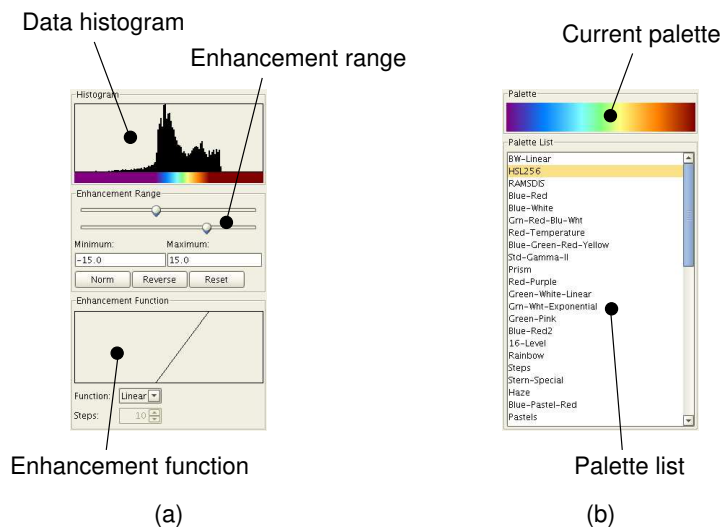 Data histogram
Enhancement range
Current palette
Histogram
Enhancement Range
Minimum: Maximum:
-15.0 15.0
Norm Reverse Reset
Enhancement Function
Function: Linear
Steps: 10
Enhancement function
(a)
Palette
Palette List
BW-Linear
HSL256
RAMSDIS
Blue-Red
Blue-White
Grn-Red-Blu-Wht
Red-Temperature
Blue-Green-Red-Yellow
Std-Gamma-II
Prism
Red-Purple
Green-White-Linear
Grn-Wht-Exponential
Green-Pink
Blue-Red2
16-Level
Rainbow
Steps
Stern-Special
Haze
Blue-Pastel-Red
Pastels
Palette list
(b)